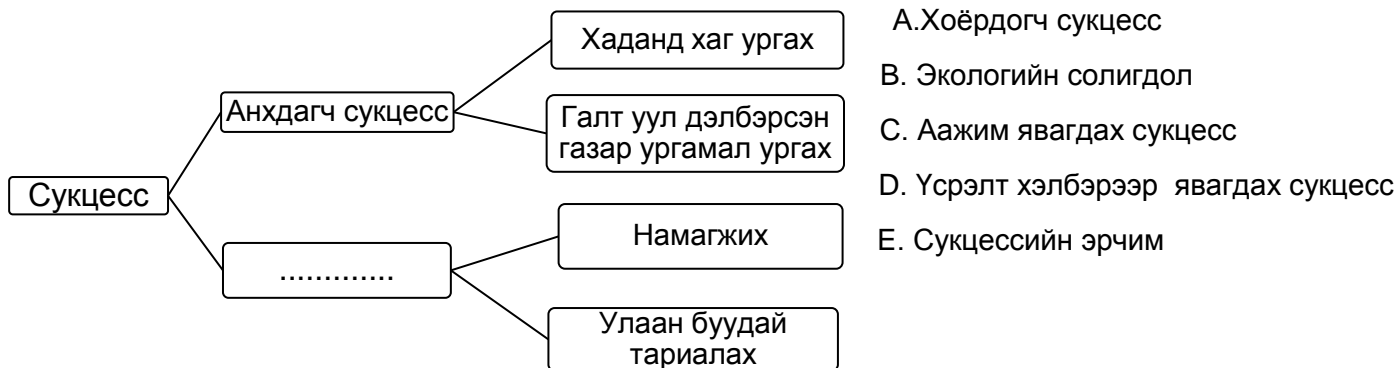 Сукцесс
Анхдагч сукцесс
.............
Хаданд хаг ургах
Галт уул дэлбэрсэн
газар ургамал ургах
Намагжих
Улаан буудай
тариалах
А.Хоёрдогч сукцесс
В. Экологийн солигдол
С. Аажим явагдах сукцесс
D. Үсрэлт хэлбэрээр явагдах сукцесс
Е. Сукцессийн эрчим